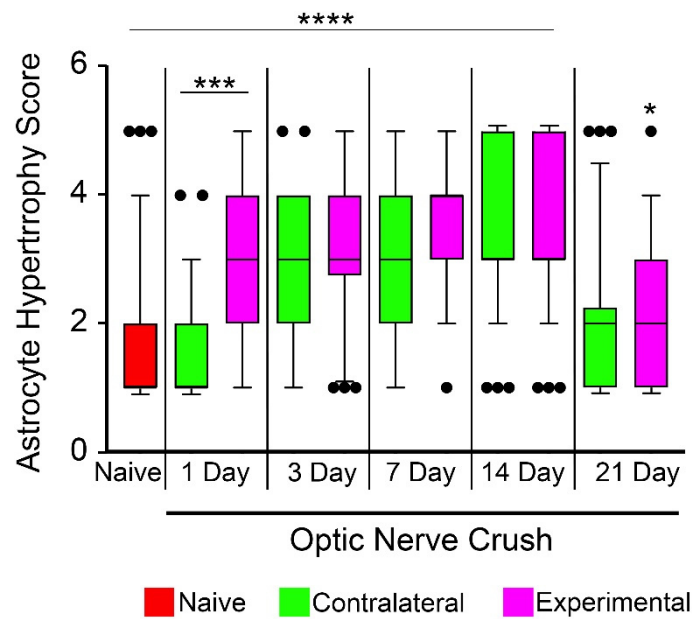 ****
6
***
*
4
2
0
Astrocyte Hypertrrophy Score
Naive 1 Day 3 Day 7 Day 14 Day 21 Day
Optic Nerve Crush
Naive Contralateral Experimental